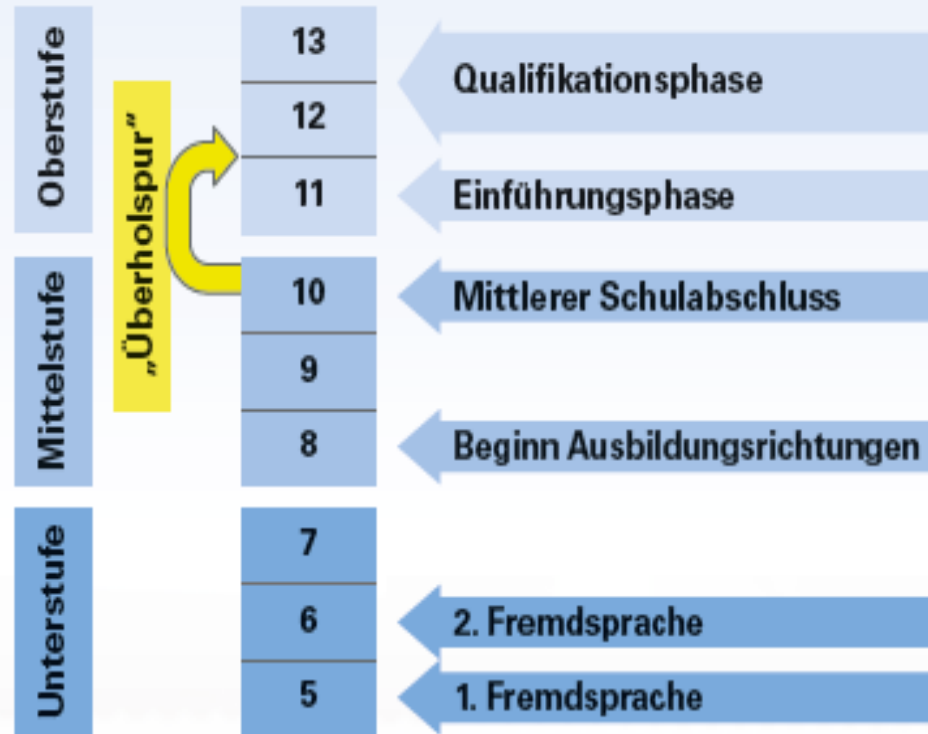 Oberstufe
„Überholspur“
13
Qualifikationsphase
12
11
Einführungsphase
Mittelstufe
10
Mittlerer Schulabschluss
9
8
Beginn Ausbildungsrichtungen
Unterstufe
7
6
2. Fremdsprache
5
1. Fremdsprache